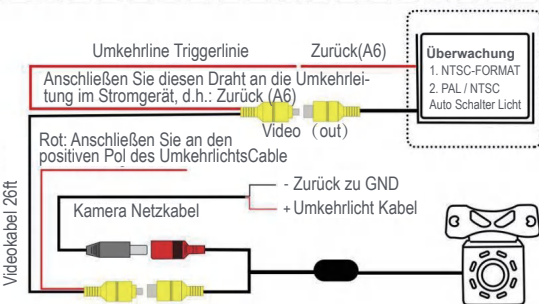 Umkehrline Triggerlinie
Zurück(A6)
Überwachung
1. NTSC-FORMAT
2. PAL / NTSC
Auto Schalter Licht
Anschließen Sie diesen Draht an die Umkehrlei-
tung im Stromgerät, d.h.: Zurück (A6)
Video (out)
Rot: Anschließen Sie an den
positiven Pol des UmkehrlichtsCable
- Zurück zu GND
+ Umkehrlicht Kabel
Kamera Netzkabel
Videokabel 26ft